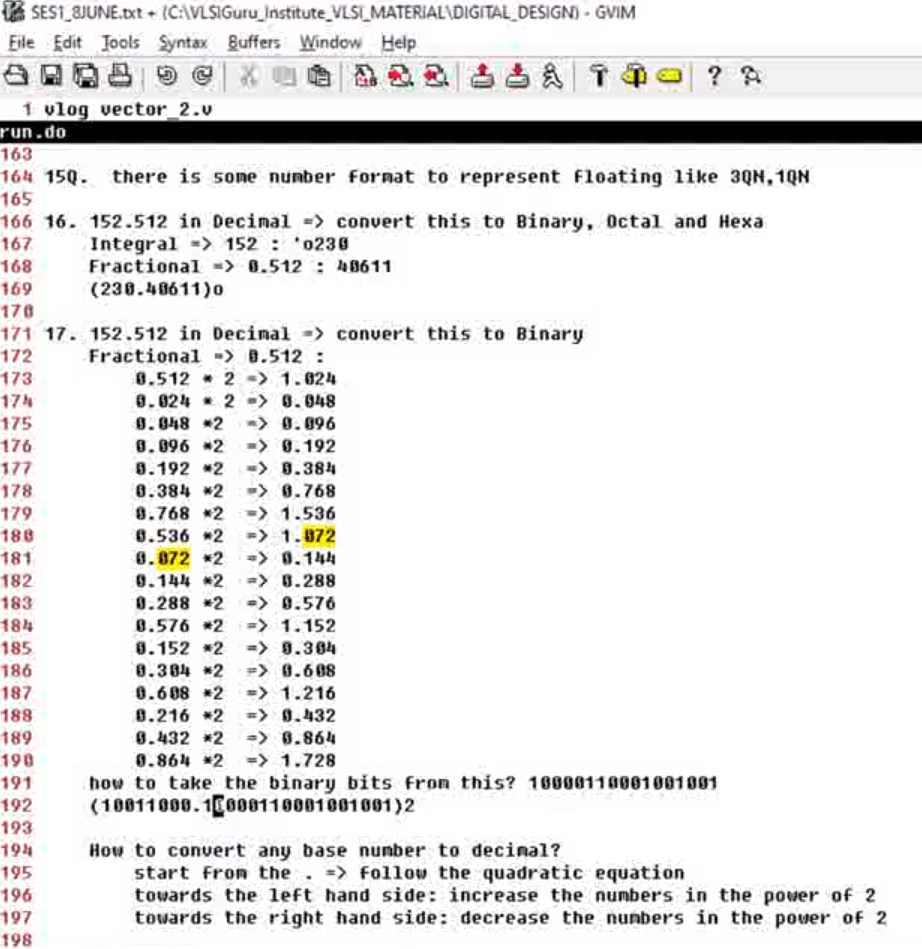 SES1_8JUNE.txt + (C:\VLSIGuru_Institute_VLSI_MATERIAL\DIGITAL_DESIGN) - GVIM
File Edit Tools Syntax Buffers Window Help
1 vlog vector_2.v
run.do
163
164 15Q. there is some number format to represent floating like 3QN,1QN
165
166 16. 152.512 in Decimal => convert this to Binary, Octal and Hexa
167 Integral => 152 : 'o230
168 Fractional => 0.512 : 40611
169 (230.40611)o
170
171 17. 152.512 in Decimal => convert this to Binary
172 Fractional => 0.512 :
173 0.512 * 2 => 1.024
174 0.024 * 2 => 0.048
175 0.048 *2 => 0.096
176 0.096 *2 => 0.192
177 0.192 *2 => 0.384
178 0.384 *2 => 0.768
179 0.768 *2 => 1.536
180 0.536 *2 => 1.072
181 0.072 *2 => 0.144
182 0.144 *2 => 0.288
183 0.288 *2 => 0.576
184 0.576 *2 => 1.152
185 0.152 *2 => 0.304
186 0.304 *2 => 0.608
187 0.608 *2 => 1.216
188 0.216 *2 => 0.432
189 0.432 *2 => 0.864
190 0.864 *2 => 1.728
191 how to take the binary bits from this? 10000110001001001
192 (10011000.10000110001001001)2
193
194 How to convert any base number to decimal?
195 start from the . => follow the quadratic equation
196 towards the left hand side: increase the numbers in the power of 2
197 towards the right hand side: decrease the numbers in the power of 2
198